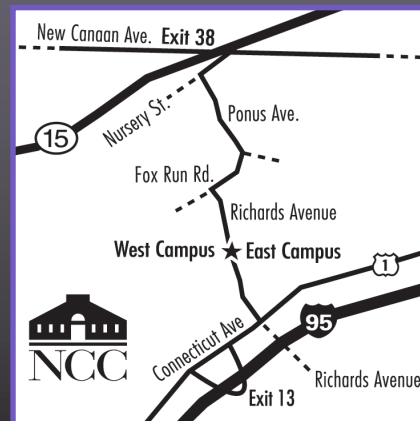 New Canaan Ave. Exit 38
Nursery St.
Ponus Ave.
15
Fox Run Rd.
Richards Avenue
West Campus ★ East Campus
1
95
Connecticut Ave
NCC
Richards Avenue
Exit 13